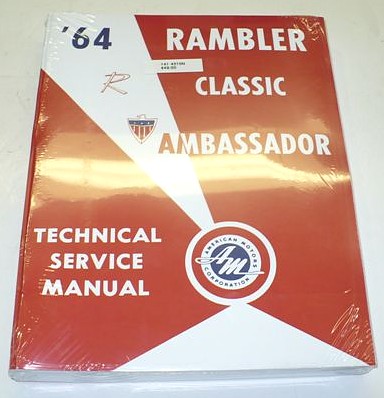 '64 RAMBLER
R CLASSIC
AMBASSADOR
TECHNICAL
SERVICE
MANUAL
AMERICAN MOTORS
AM
CORPORATION